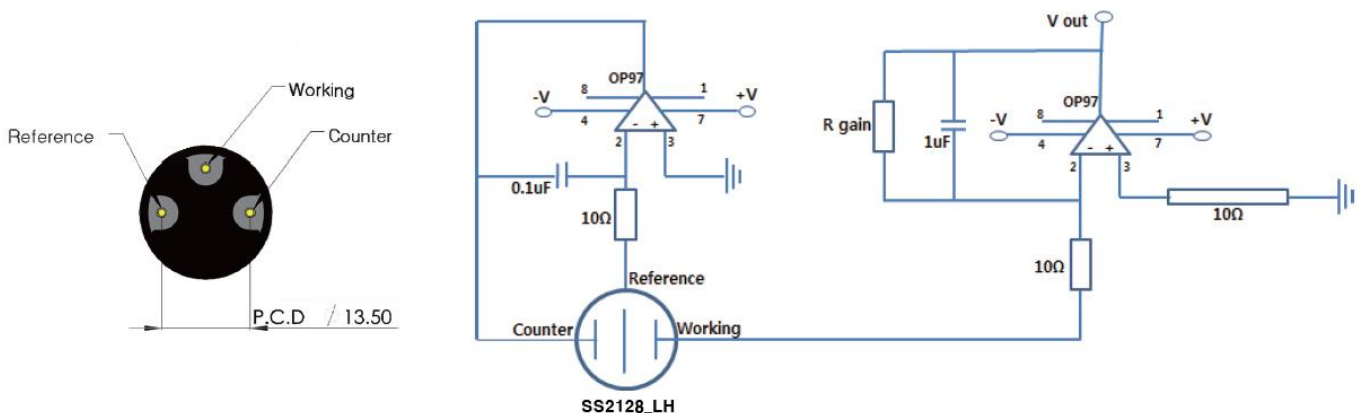 Working
Reference
Counter
P.C.D ∕ 13.50
OP97
-V
8
1
+V
4
7
- +
2
3
0.1uF
10Ω
Reference
Counter
Working
SS2128_LH
V out
R gain
1uF
OP97
-V
8
1
+V
4
7
- +
2
3
10Ω
10Ω